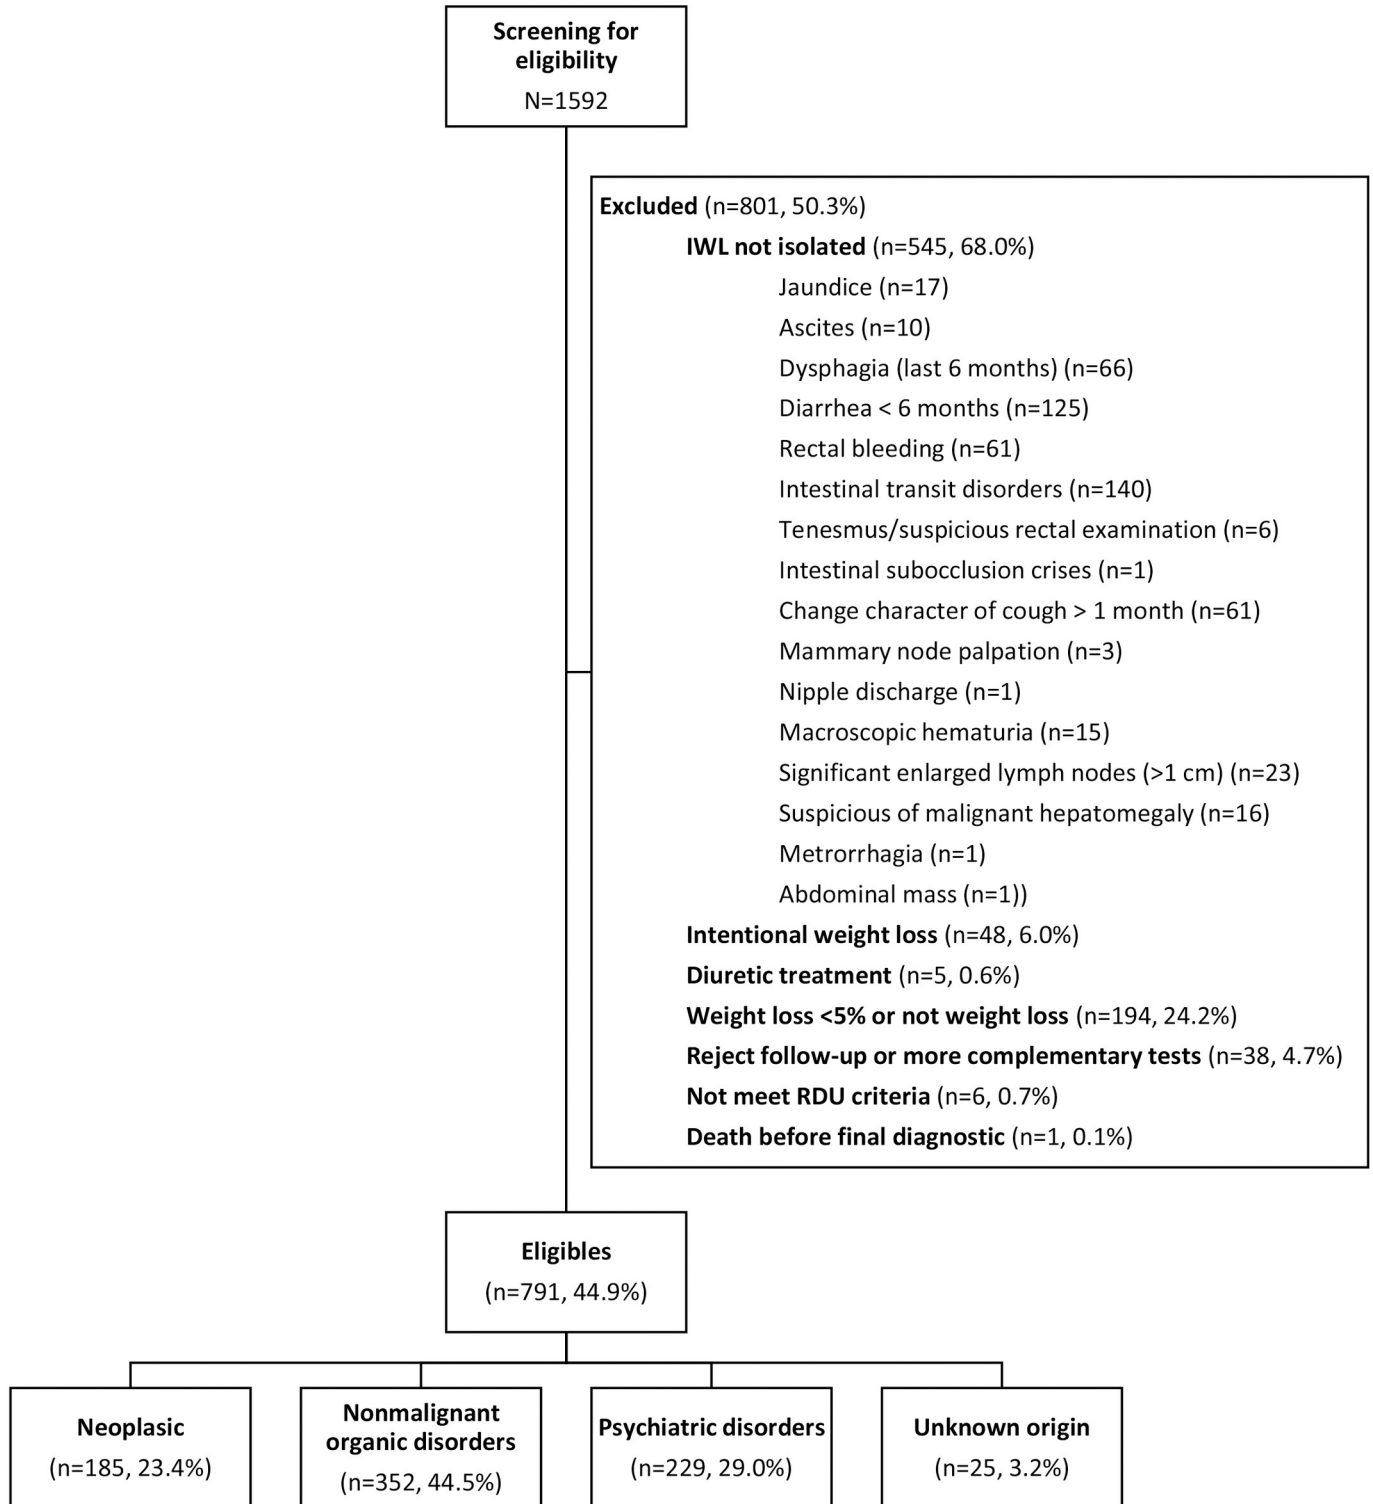 Screening for
eligibility
N=1592
Excluded (n=801, 50.3%)
IWL not isolated (n=545, 68.0%)
Jaundice (n=17)
Ascites (n=10)
Dysphagia (last 6 months) (n=66)
Diarrhea < 6 months (n=125)
Rectal bleeding (n=61)
Intestinal transit disorders (n=140)
Tenesmus/suspicious rectal examination (n=6)
Intestinal subocclusion crises (n=1)
Change character of cough > 1 month (n=61)
Mammary node palpation (n=3)
Nipple discharge (n=1)
Macroscopic hematuria (n=15)
Significant enlarged lymph nodes (>1 cm) (n=23)
Suspicious of malignant hepatomegaly (n=16)
Metrorrhagia (n=1)
Abdominal mass (n=1))
Intentional weight loss (n=48, 6.0%)
Diuretic treatment (n=5, 0.6%)
Weight loss <5% or not weight loss (n=194, 24.2%)
Reject follow-up or more complementary tests (n=38, 4.7%)
Not meet RDU criteria (n=6, 0.7%)
Death before final diagnostic (n=1, 0.1%)
Eligibles
(n=791, 44.9%)
Neoplasic
(n=185, 23.4%)
Nonmalignant
organic disorders
(n=352, 44.5%)
Psychiatric disorders
(n=229, 29.0%)
Unknown origin
(n=25, 3.2%)